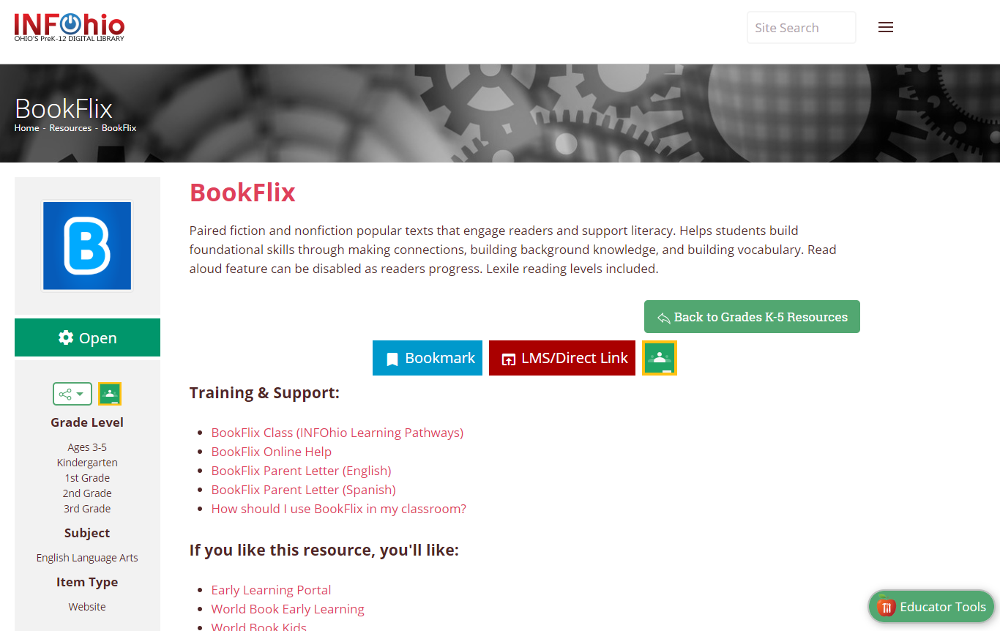 INFOhio
OHIO'S PreK-12 DIGITAL LIBRARY
Site Search
BookFlix
Home - Resources - BookFlix
B
Open
Grade Level
Ages 3-5
Kindergarten
1st Grade
2nd Grade
3rd Grade
Subject
English Language Arts
Item Type
Website
BookFlix
Paired fiction and nonfiction popular texts that engage readers and support literacy. Helps students build
foundational skills through making connections, building background knowledge, and building vocabulary. Read
aloud feature can be disabled as readers progress. Lexile reading levels included.
Back to Grades K-5 Resources
Bookmark
LMS/Direct Link
Training & Support:
BookFlix Class (INFOhio Learning Pathways)
BookFlix Online Help
BookFlix Parent Letter (English)
BookFlix Parent Letter (Spanish)
How should I use BookFlix in my classroom?
If you like this resource, you'll like:
Early Learning Portal
World Book Early Learning
World Book Kids
Educator Tools